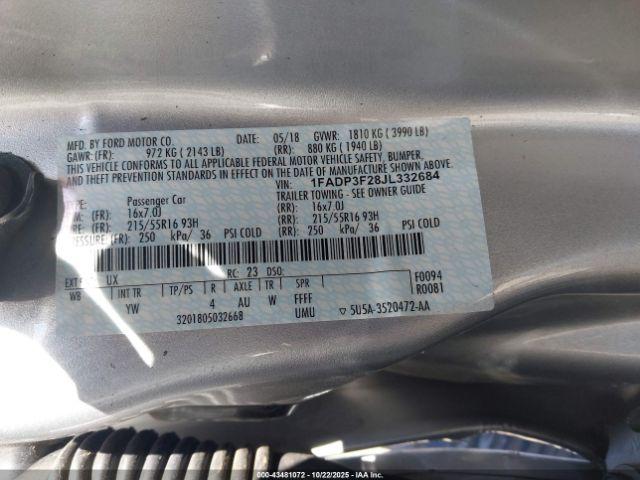 MFD. BY FORD MOTOR CO. DATE: 05/18 GVWR: 1810 KG ( 3990 LB)
GAWR: (FR): 972 KG ( 2143 LB) (RR): 880 KG ( 1940 LB)
THIS VEHICLE CONFORMS TO ALL APPLICABLE FEDERAL MOTOR VEHICLE SAFETY, BUMPER,
AND THEFT PREVENTION STANDARDS IN EFFECT ON THE DATE OF MANUFACTURE SHOWN ABOVE.
VIN: 1FADP3F28JL332684
TYPE: Passenger Car TRAILER TOWING - SEE OWNER GUIDE
(FR): 16x7.0J (RR): 16x7.0J
(FR): 215/55R16 93H (RR): 215/55R16 93H
PRESSURE (FR): 250 kPa/ 36 PSI COLD (RR): 250 kPa/ 36 PSI COLD
EXT UX RC: 23 DSO: F0094
WB INT TR TP/PS R AXLE TR SPR R0081
YW 4 AU W FFFF
3201805032668 UMU ▽ 5U5A-3520472-AA
000-43481072 | 10/22/2025 | COPART